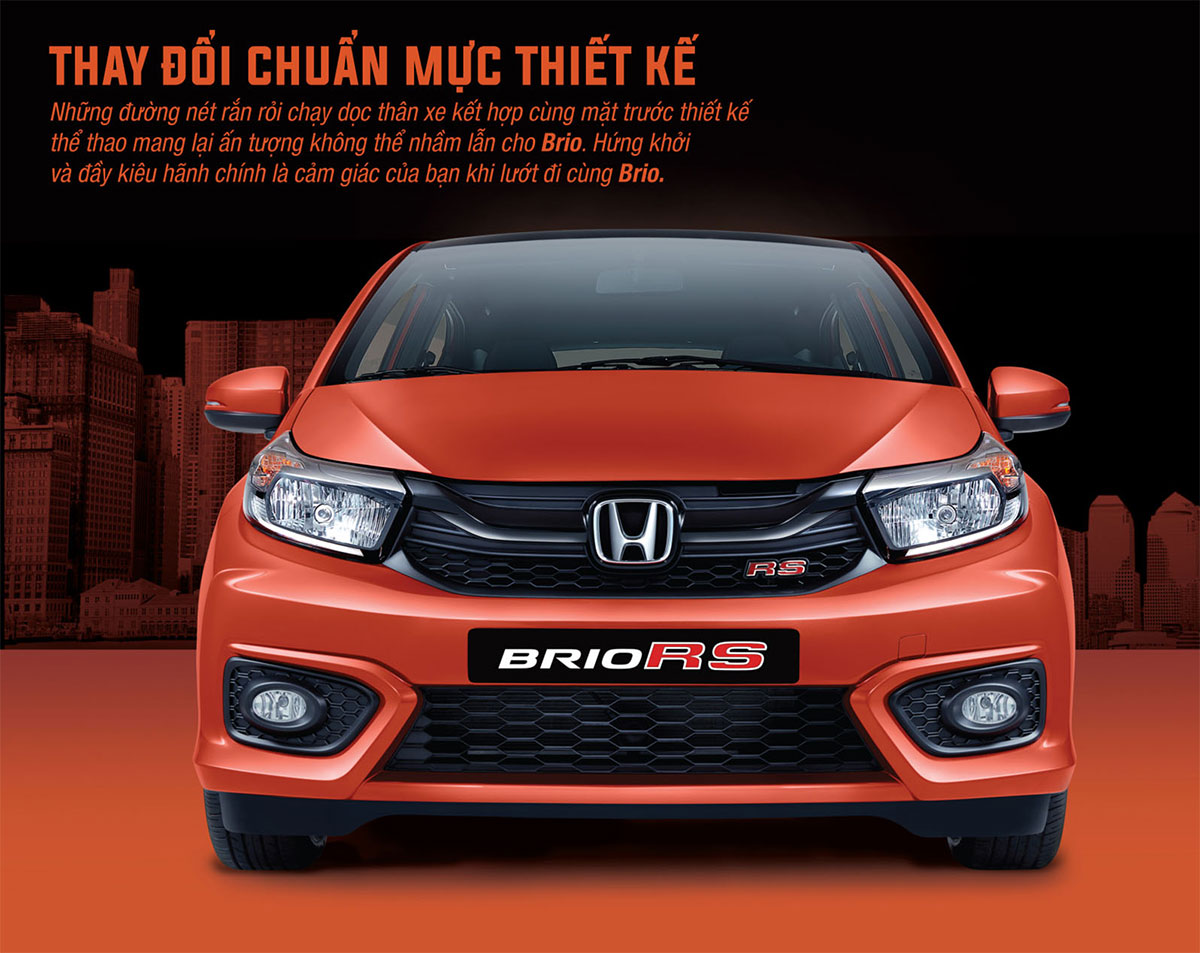 THAY ĐỔI CHUẨN MỰC THIẾT KẾ
Những đường nét rắn rỏi chạy dọc thân xe kết hợp cùng mặt trước thiết kế
thể thao mang lại ấn tượng không thể nhầm lẫn cho Brio. Hứng khởi
và đầy kiêu hãnh chính là cảm giác của bạn khi lướt đi cùng Brio.
RS
BRIO RS